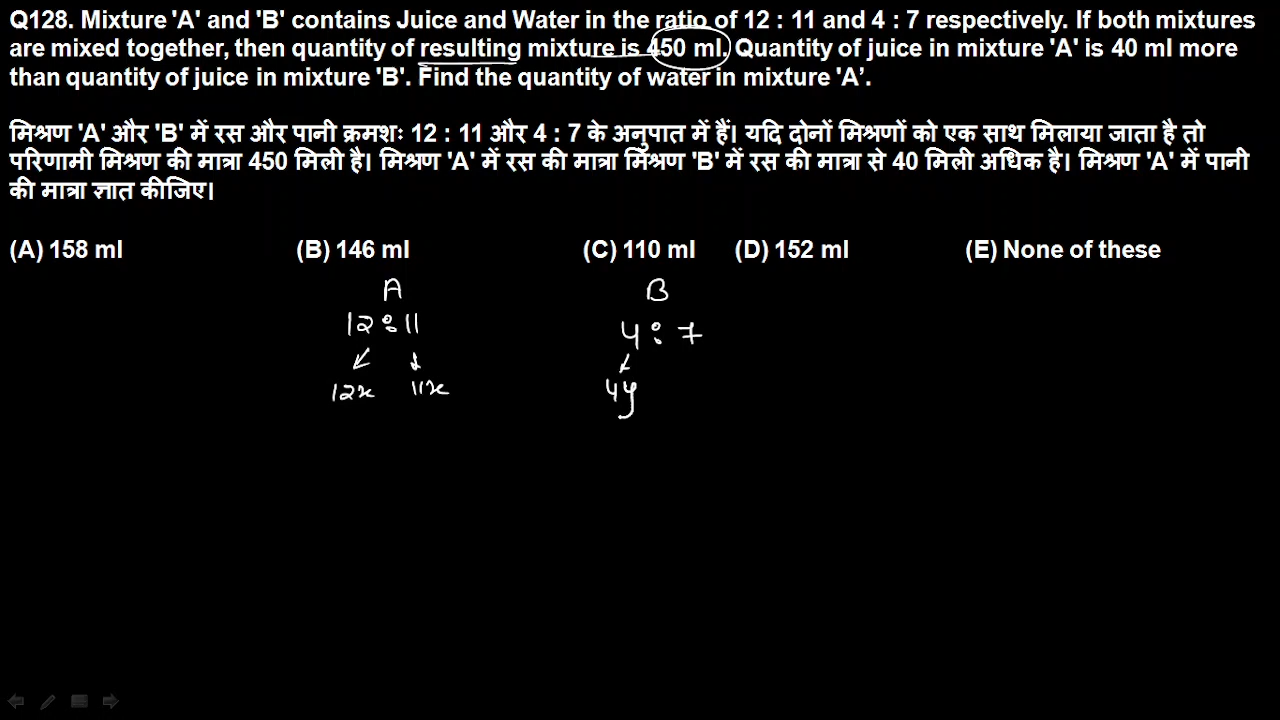 Q128. Mixture 'A' and 'B' contains Juice and Water in the ratio of 12 : 11 and 4 : 7 respectively. If both mixtures
are mixed together, then quantity of resulting mixture is 450 ml. Quantity of juice in mixture 'A' is 40 ml more
than quantity of juice in mixture 'B'. Find the quantity of water in mixture 'A’.
मिश्रण 'A' और 'B' में रस और पानी क्रमशः 12 : 11 और 4 : 7 के अनुपात में हैं। यदि दोनों मिश्रणों को एक साथ मिलाया जाता है तो
परिणामी मिश्रण की मात्रा 450 मिली है। मिश्रण 'A' में रस की मात्रा मिश्रण 'B' में रस की मात्रा से 40 मिली अधिक है। मिश्रण 'A' में पानी
की मात्रा ज्ञात कीजिए।
(A) 158 ml (B) 146 ml (C) 110 ml (D) 152 ml (E) None of these
A B
12:11 4:7
12x 11x 4y